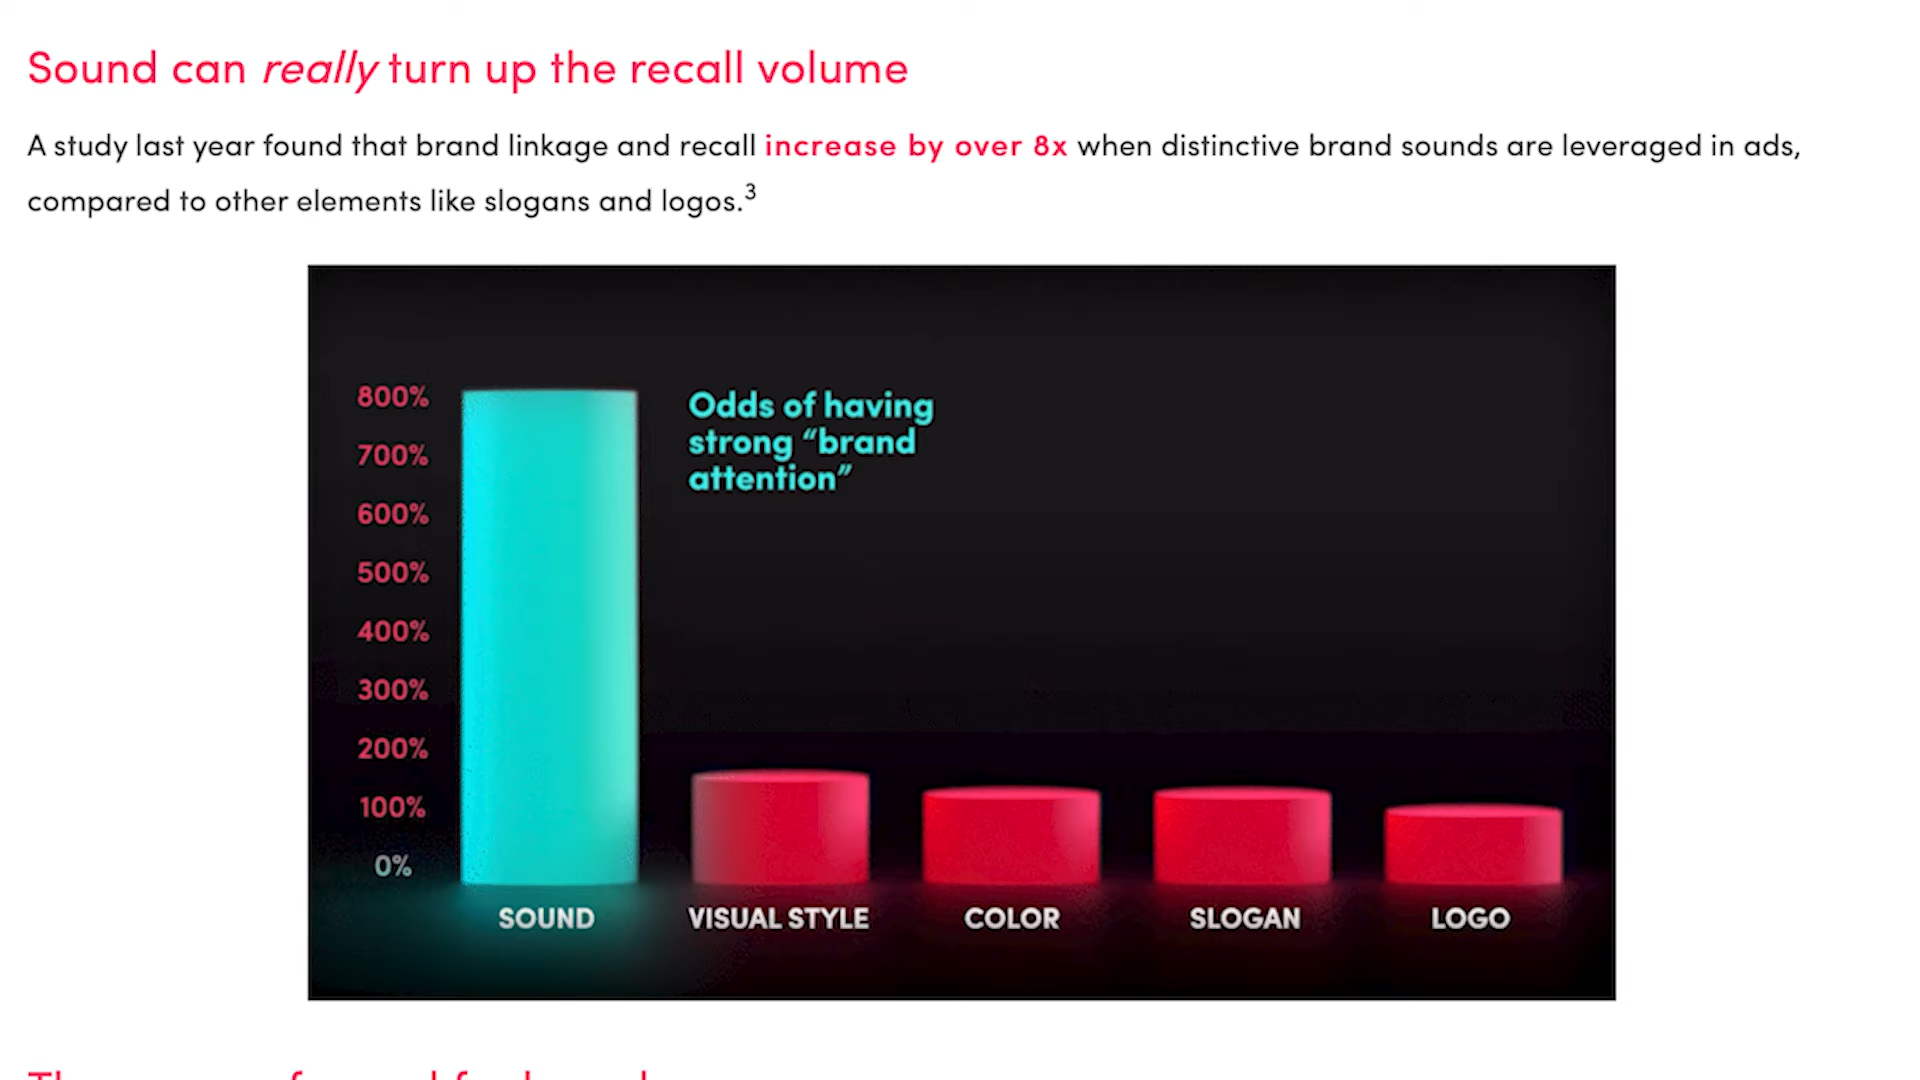 Sound can really turn up the recall volume
A study last year found that brand linkage and recall increase by over 8x when distinctive brand sounds are leveraged in ads,
compared to other elements like slogans and logos.³
800%
700%
600%
500%
400%
300%
200%
100%
0%
Odds of having
strong “brand
attention”
SOUND VISUAL STYLE COLOR SLOGAN LOGO